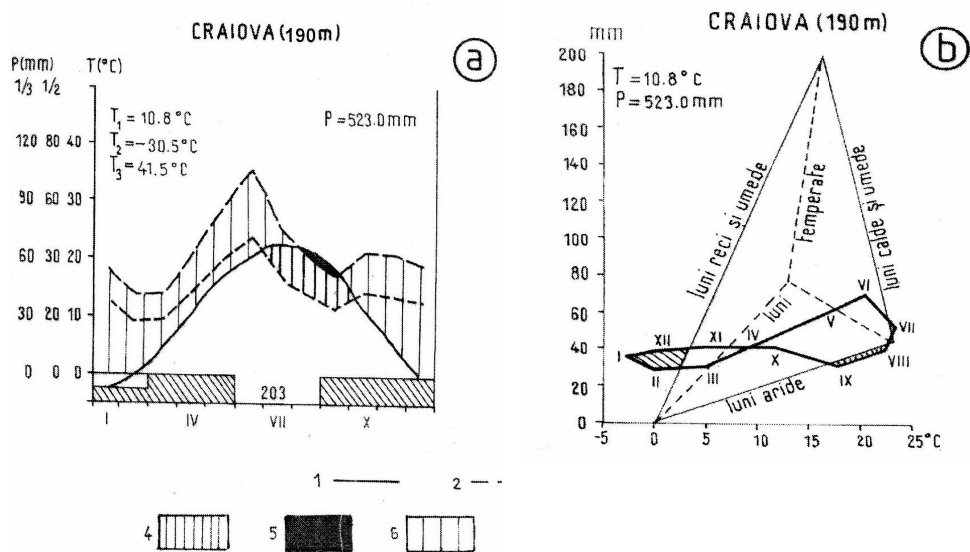 CRAIOVA (190m)
a
P(mm) T(°C)
1/3 1/2
T1 = 10.8°C
T2 = -30.5°C
T3 = 41.5°C
P = 523.0mm
120 80 40
90 60 30
60 30 20
30 20 10
0 0 0
203
I IV VII X
1 2
4 5 6
CRAIOVA (190m)
b
mm
T = 10.8°C
P = 523.0mm
200
180
160
140
120
100
80
60
40
20
0
-5 0 5 10 15 20 25°C
luni reci si umede
temperate
luni calde și umede
luni
luni aride
I II III IV V VI VII VIII IX X XI XII